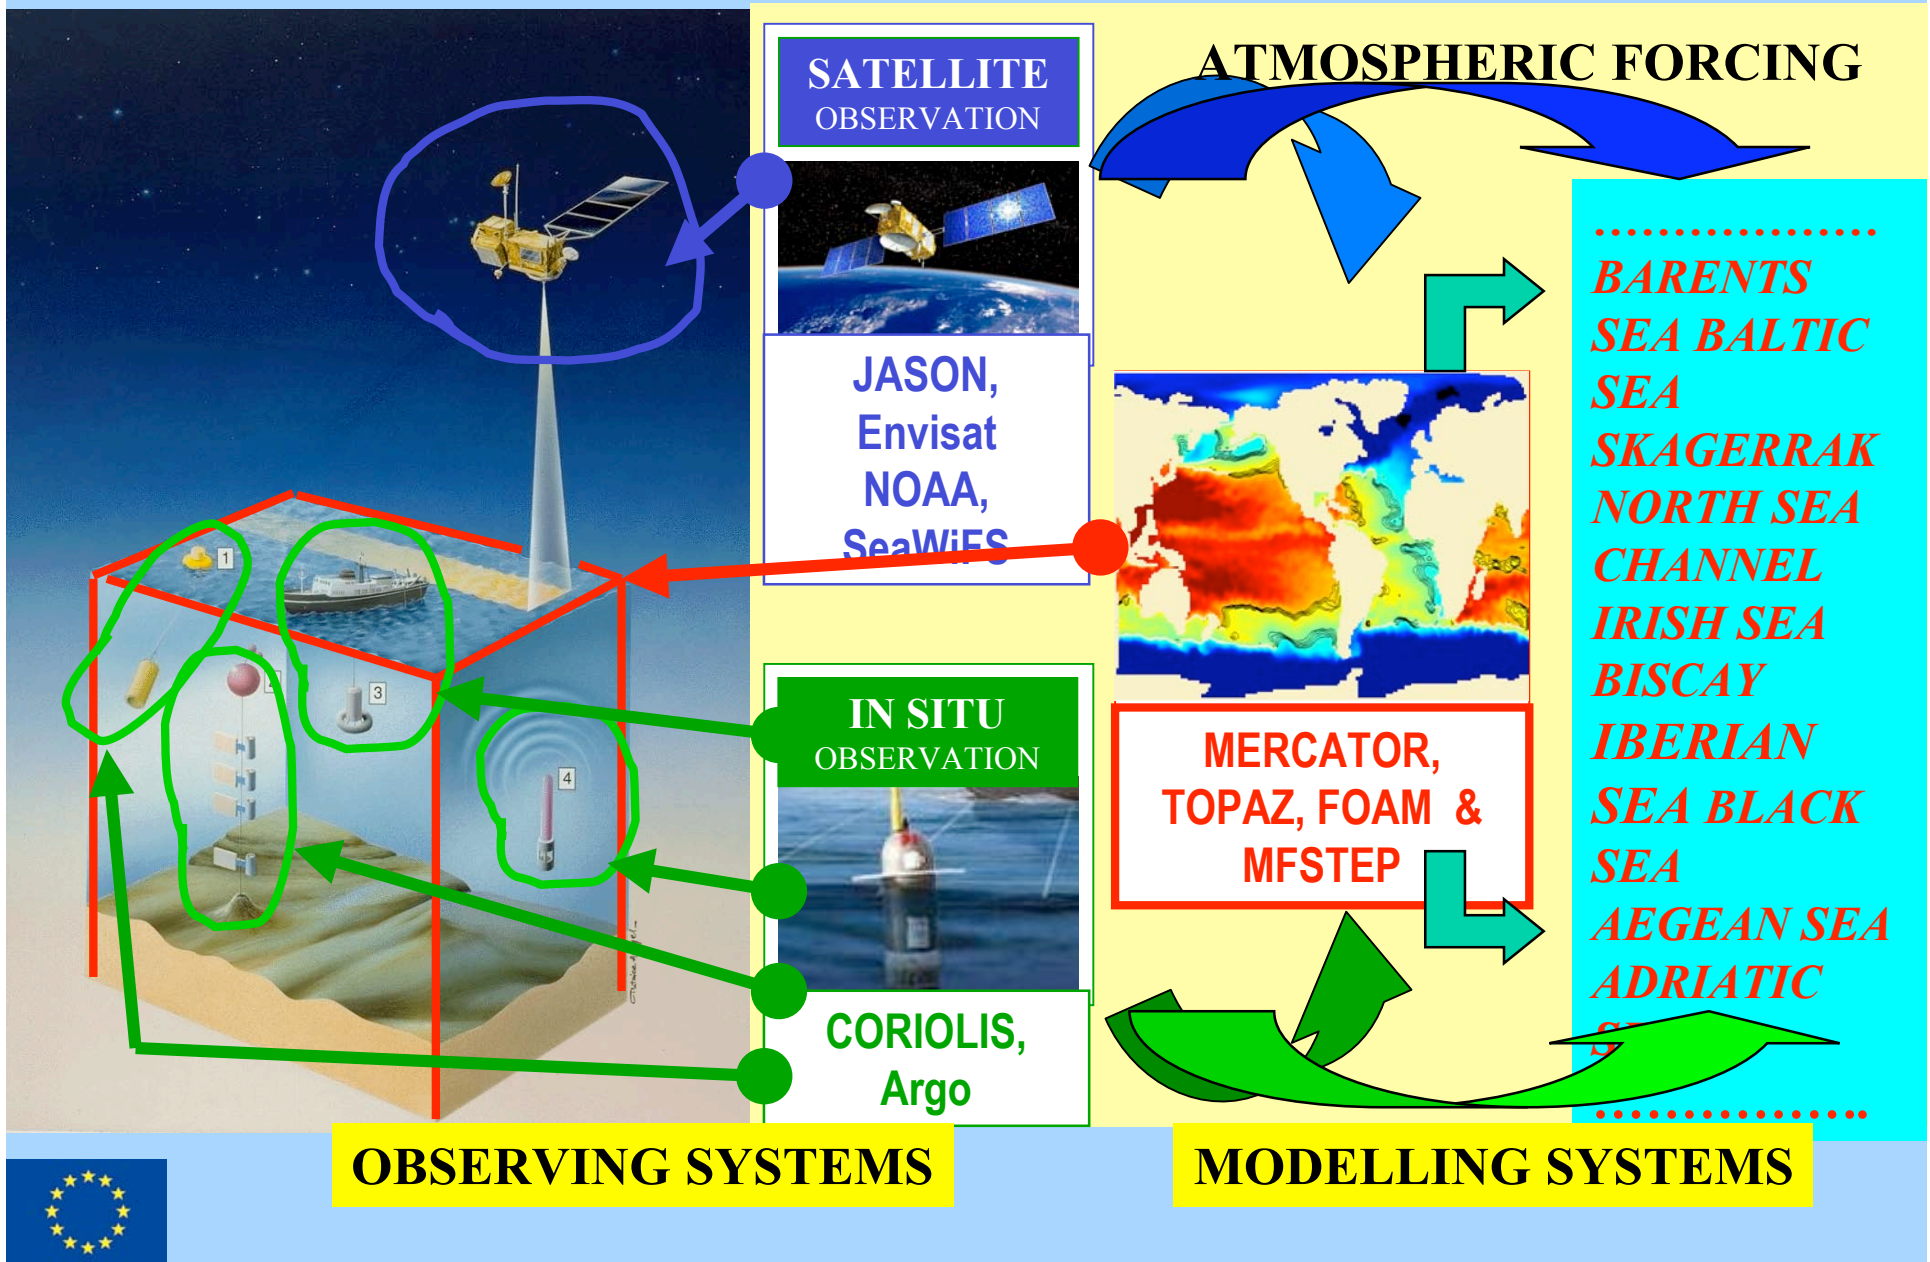 SATELLITE
OBSERVATION
JASON,
Envisat
NOAA,
SeaWiFS
1
2
3
4
IN SITU
OBSERVATION
CORIOLIS,
Argo
OBSERVING SYSTEMS
ATMOSPHERIC FORCING
MERCATOR,
TOPAZ, FOAM &
MFSTEP
..................
BARENTS
SEA BALTIC
SEA
SKAGERRAK
NORTH SEA
CHANNEL
IRISH SEA
BISCAY
IBERIAN
SEA BLACK
SEA
AEGEAN SEA
ADRIATIC
.................
MODELLING SYSTEMS